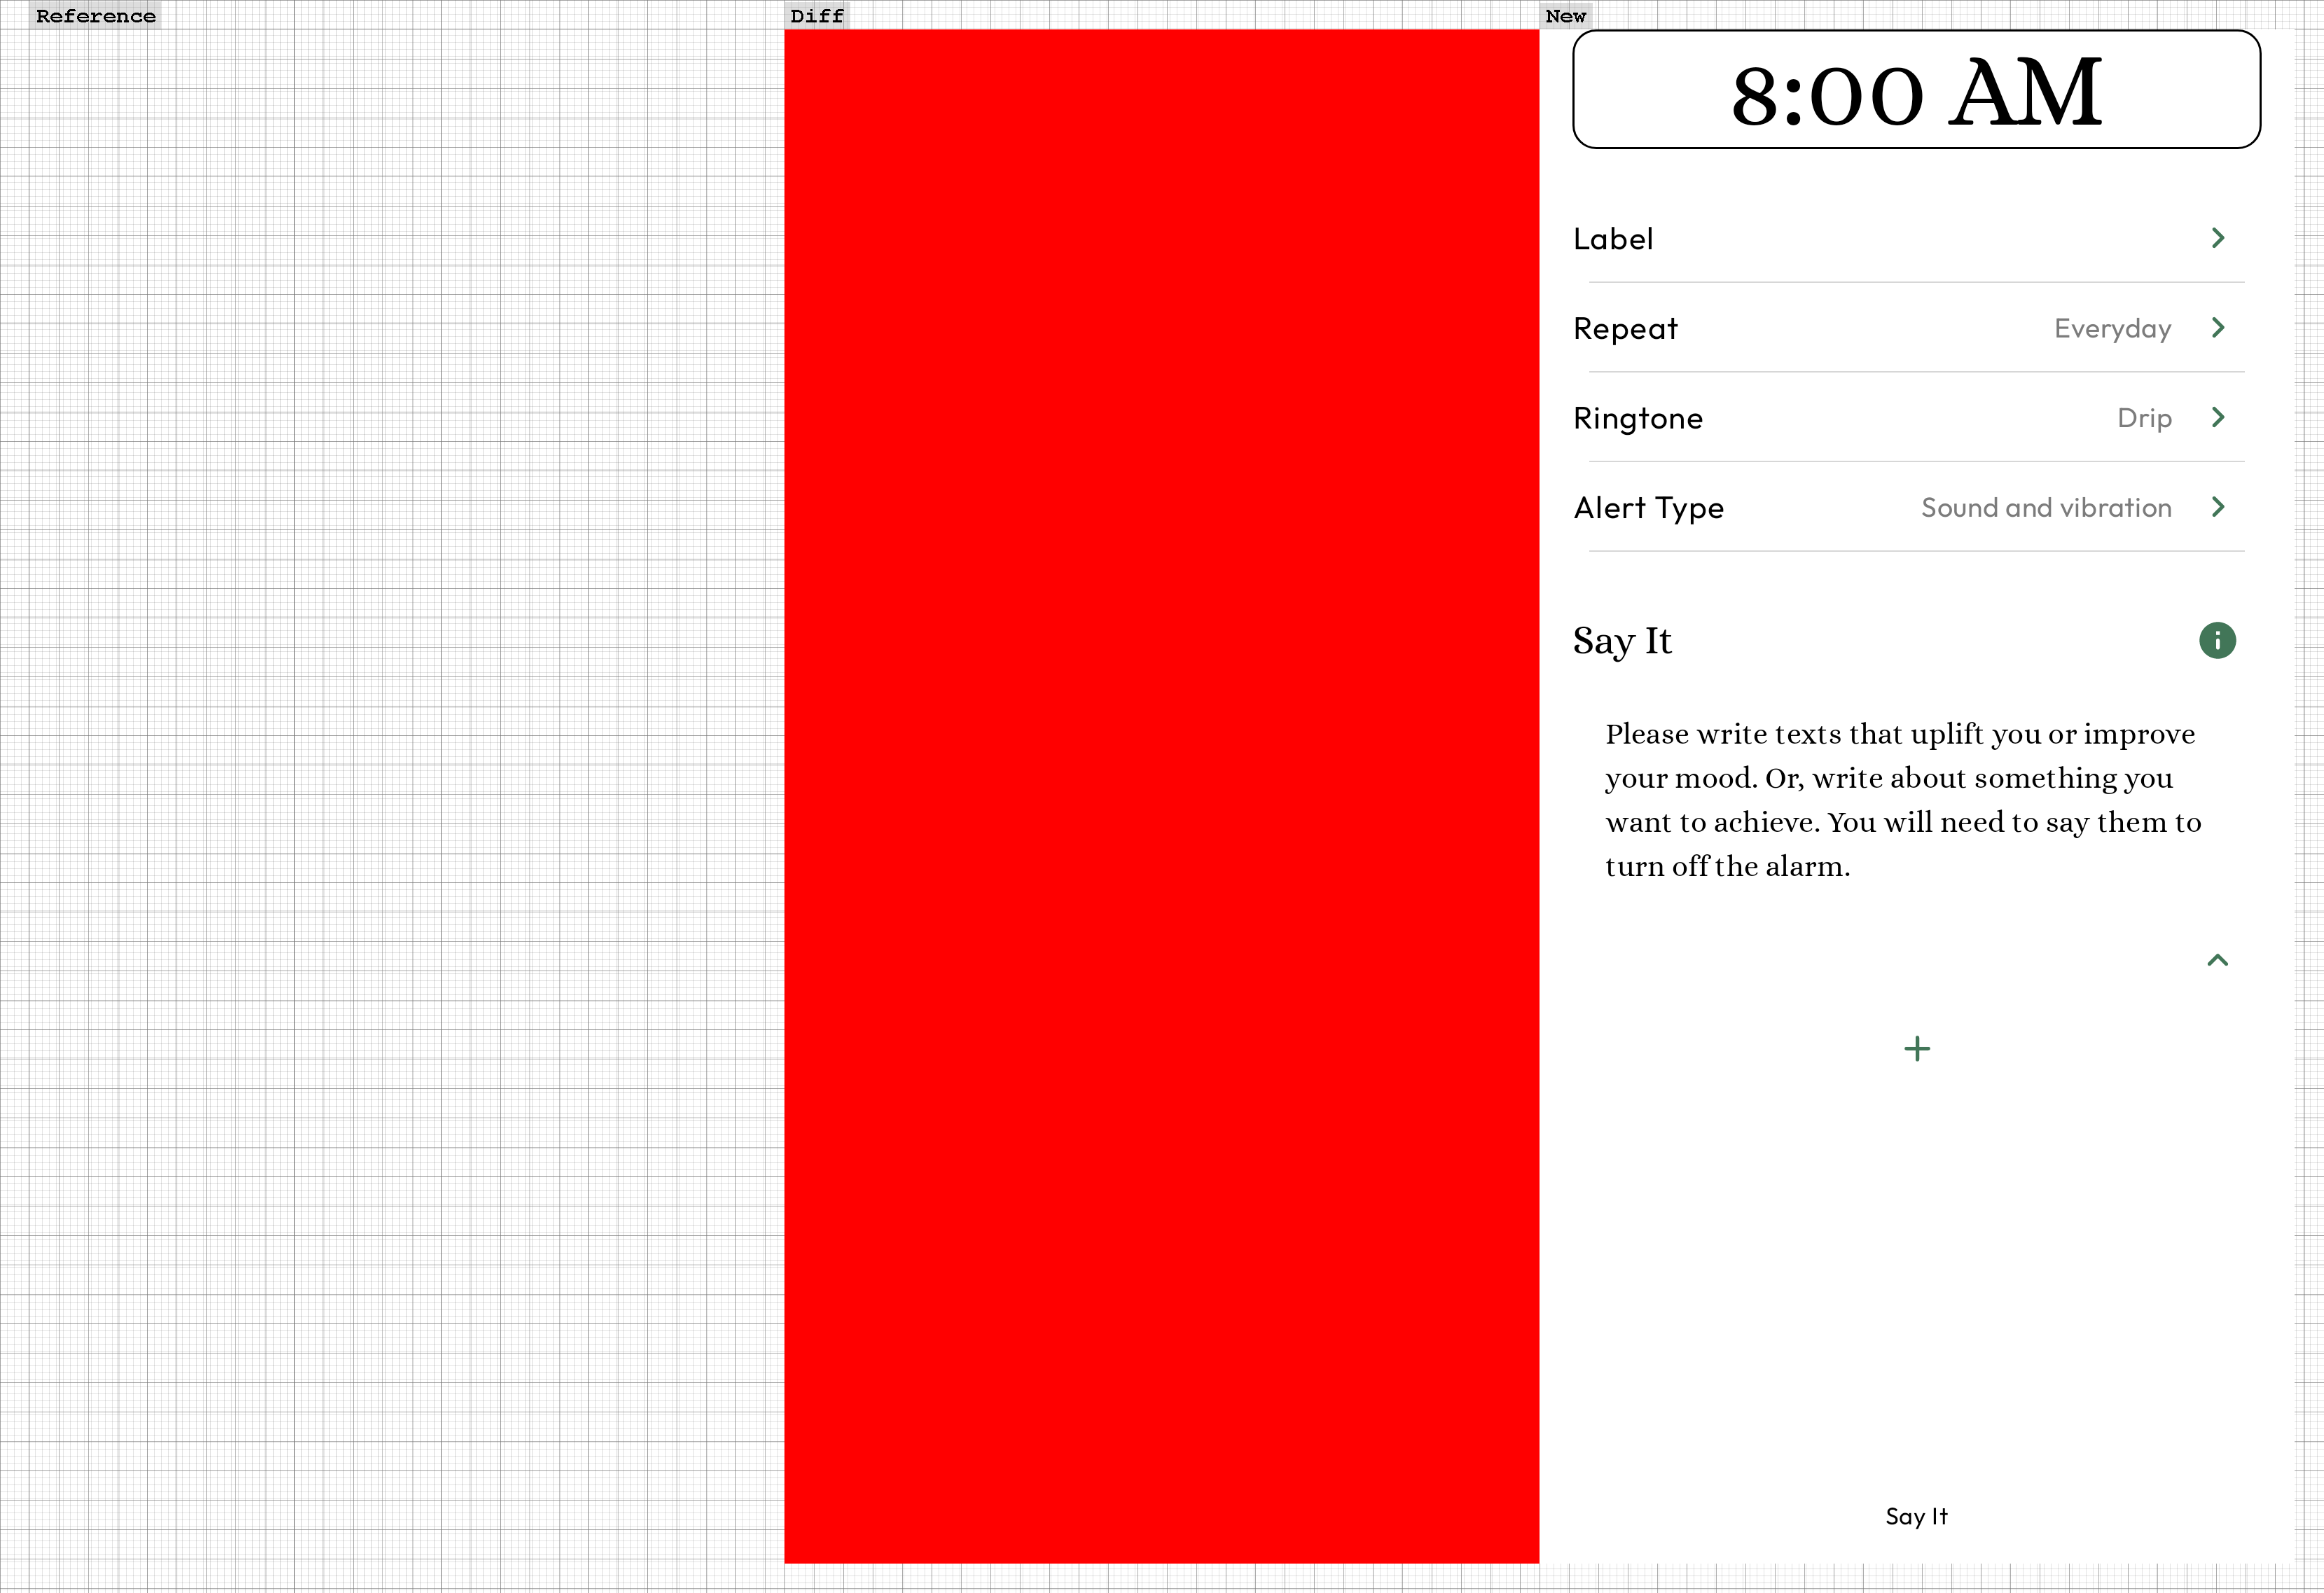 Reference
Diff
New
8:00 AM
Label
Repeat Everyday
Ringtone Drip
Alert Type Sound and vibration
Say It
Please write texts that uplift you or improve
your mood. Or, write about something you
want to achieve. You will need to say them to
turn off the alarm.
Say It